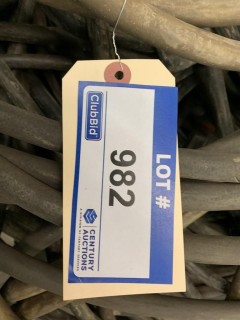 LOT #
982
ClubBid
CENTURY
AUCTIONS